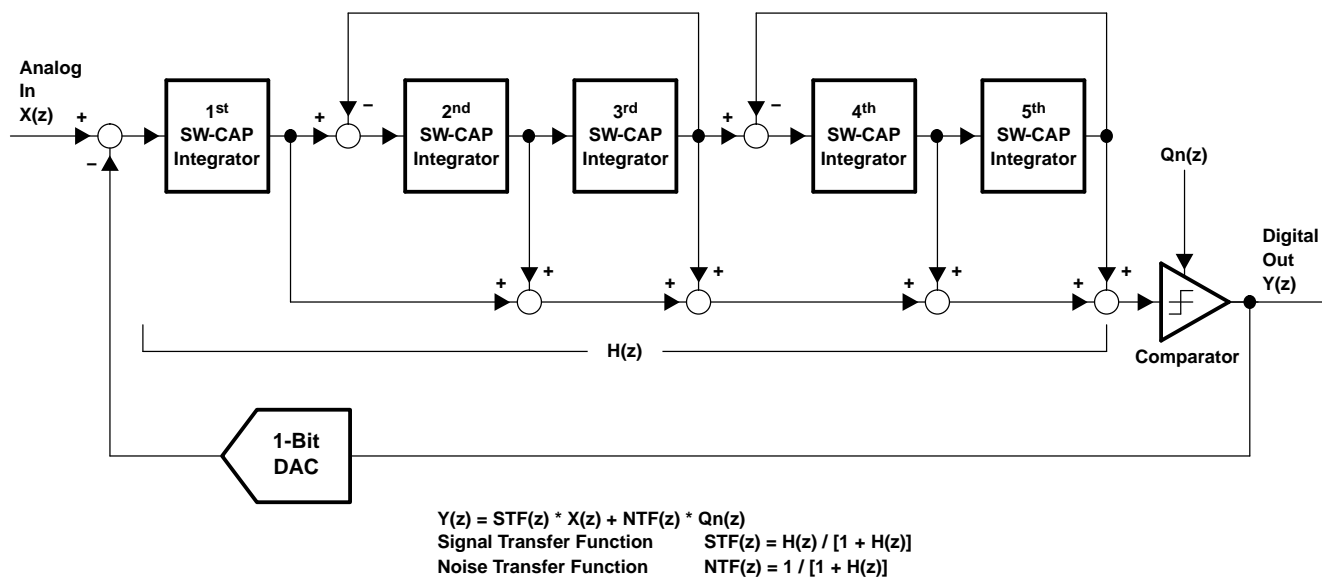 Analog
In
X(z)
+
−
1st
SW-CAP
Integrator
+
−
2nd
SW-CAP
Integrator
3rd
SW-CAP
Integrator
+
−
4th
SW-CAP
Integrator
5th
SW-CAP
Integrator
Qn(z)
Digital
Out
Y(z)
+
+
+
+
+
+
+
+
H(z)
Comparator
1-Bit
DAC
Y(z) = STF(z) * X(z) + NTF(z) * Qn(z)
Signal Transfer Function STF(z) = H(z) / [1 + H(z)]
Noise Transfer Function NTF(z) = 1 / [1 + H(z)]